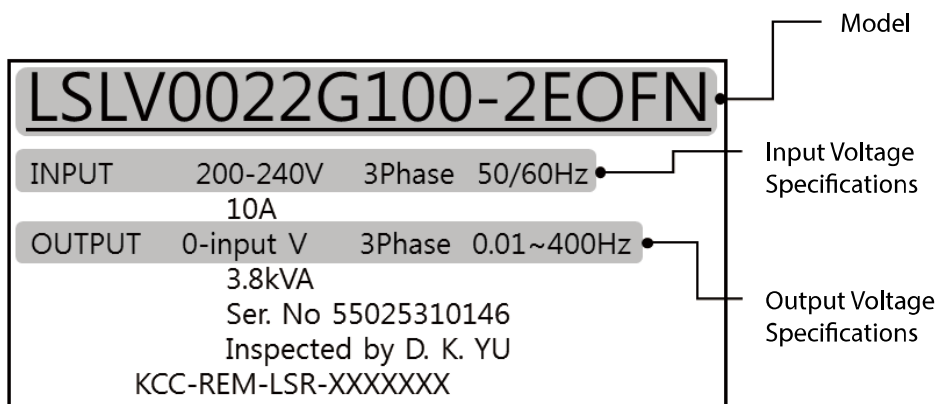 Model
LSLV0022G100-2EOFN
INPUT 200-240V 3Phase 50/60Hz
Input Voltage
Specifications
10A
OUTPUT 0-input V 3Phase 0.01~400Hz
3.8kVA
Output Voltage
Specifications
Ser. No 55025310146
Inspected by D. K. YU
KCC-REM-LSR-XXXXXXX